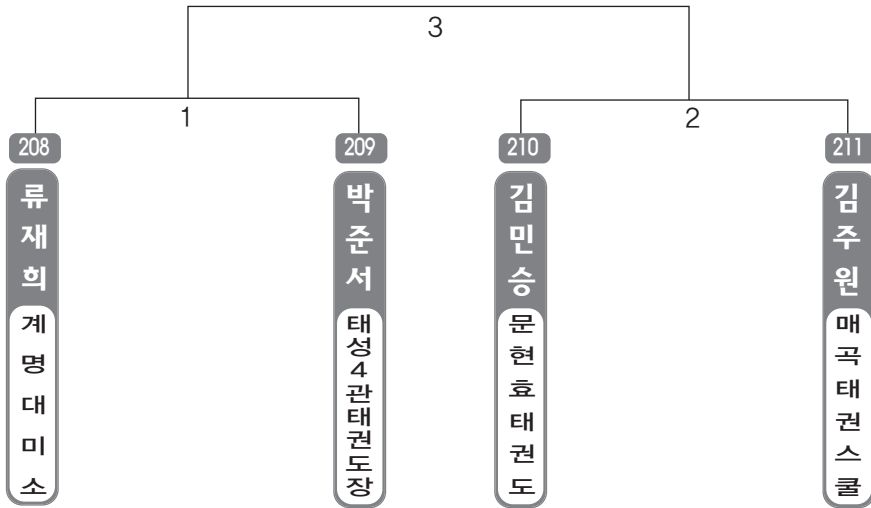 3
1
2
208
류재희
계명대미소
209
박준서
태성4관태권도장
210
김민승
문현효태권도
211
김주원
매곡태권스쿨